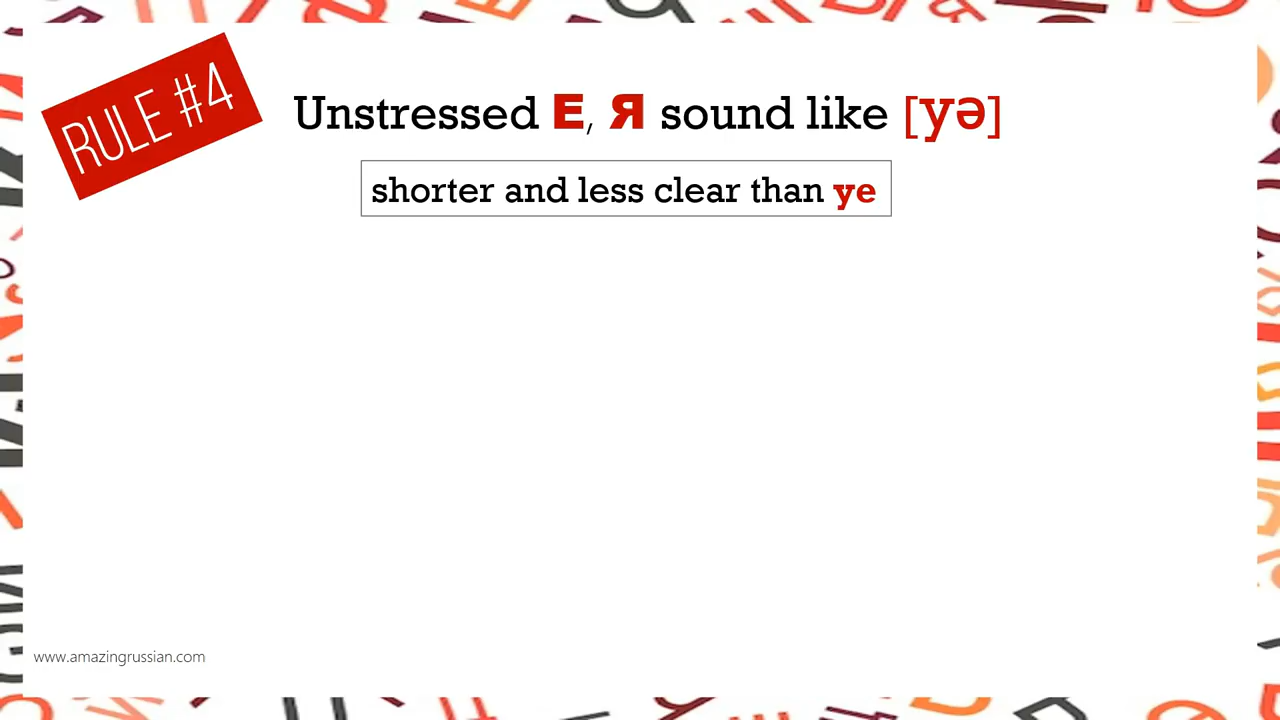 RULE #4
Unstressed Е, Я sound like [yə]
shorter and less clear than ye
www.amazingrussian.com